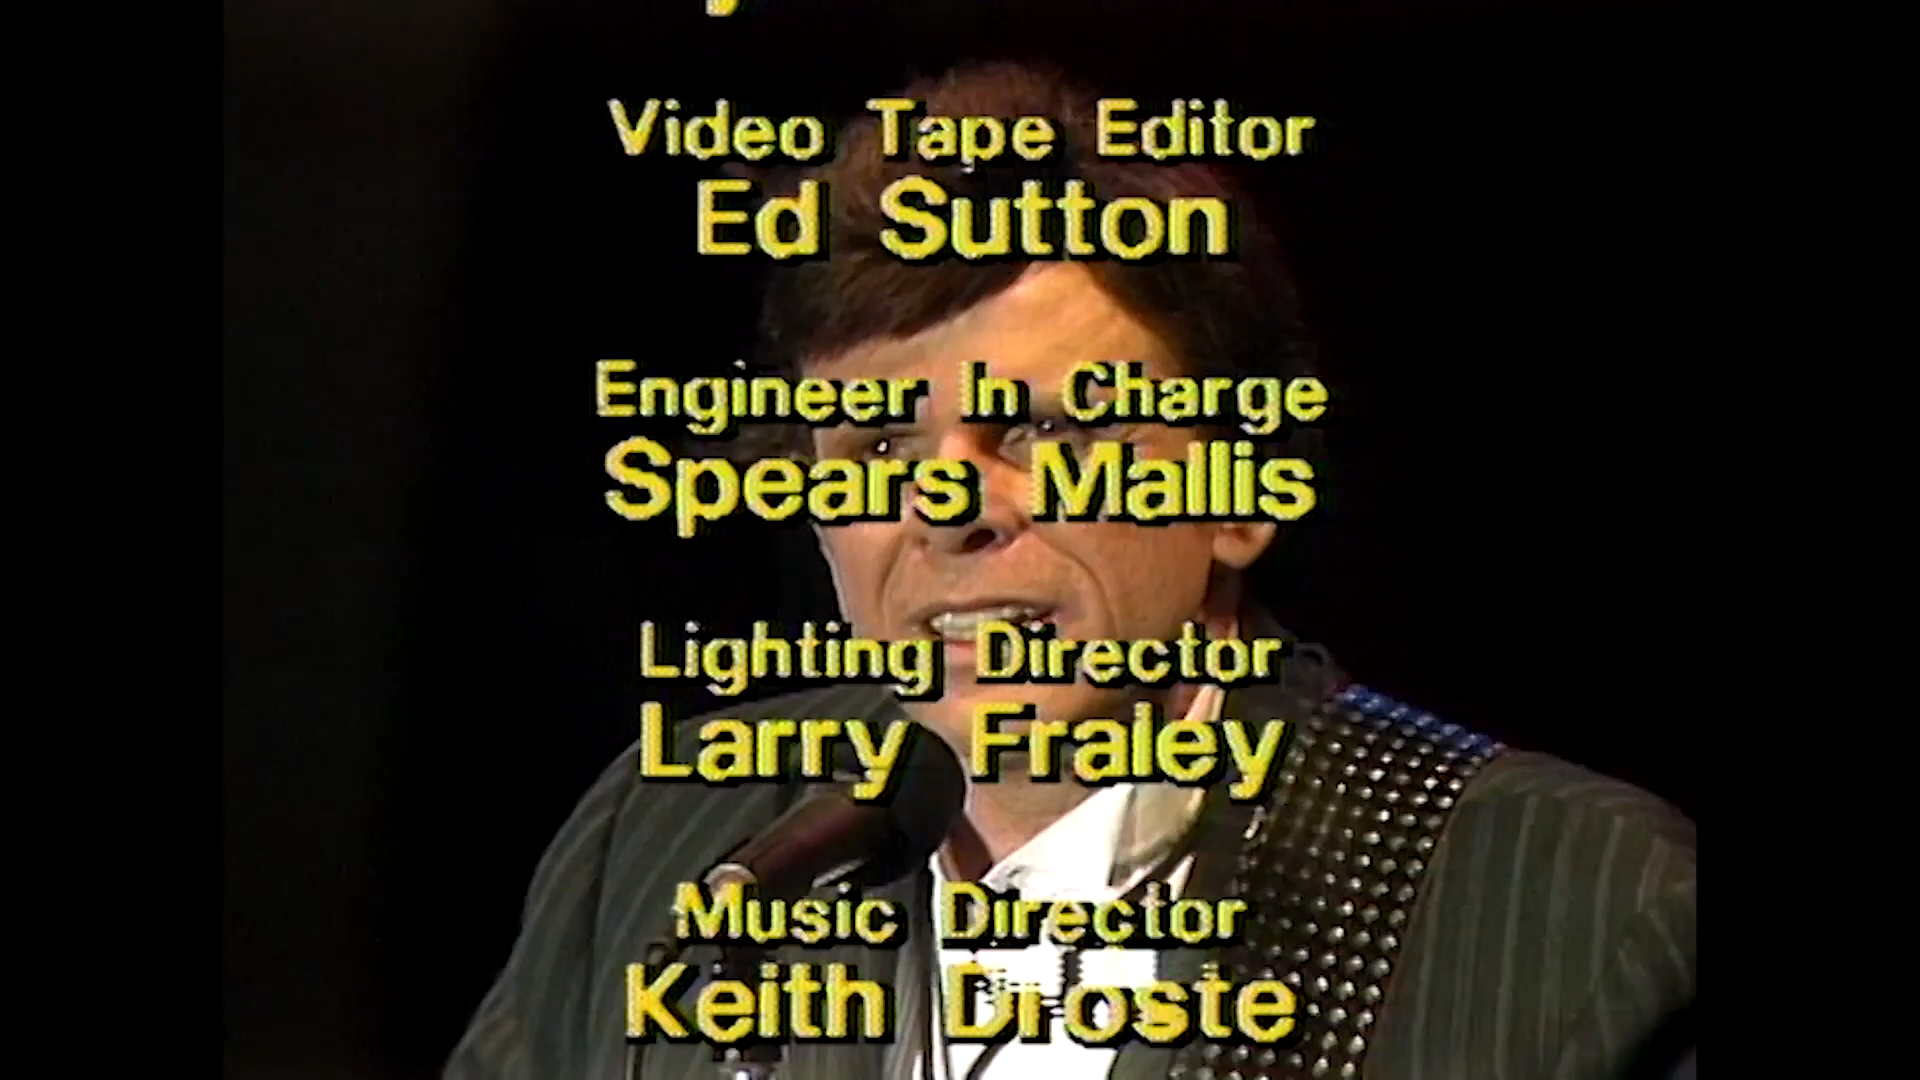 Video Tape Editor
Ed Sutton
Engineer In Charge
Spears Mallis
Lighting Director
Larry Fraley
Music Director
Keith Droste